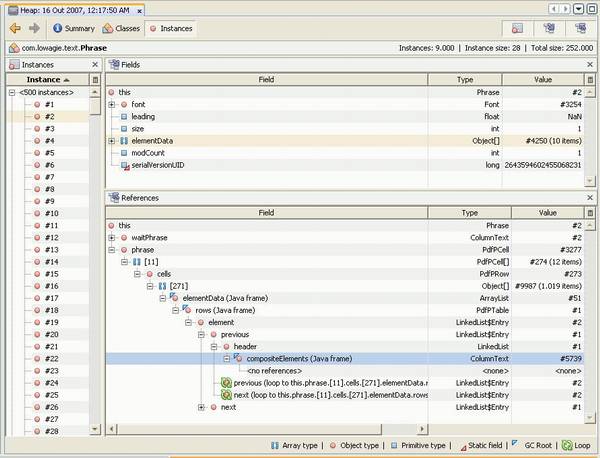 Heap: 16 Out 2007, 12:17:50 AM
Summary Classes Instances
com.lowagie.text.Phrase Instances: 9.000 | Instance size: 28 | Total size: 252.000
Instances
Instance
<500 instances>
#1
#2
#3
#4
#5
#6
#7
#8
#9
#10
#11
#12
#13
#14
#15
#16
#17
#18
#19
#20
#21
#22
#23
#24
#25
#26
#27
#28
Fields
Field Type Value
this Phrase #2
font Font #3254
leading float NaN
size int 1
elementData Object[] #4250 (10 items)
modCount int 1
serialVersionUID long 2643594602455068231
References
Field Type Value
this Phrase #2
waitPhrase ColumnText #2
phrase PdfPCell #3277
[11] PdfPCell[] #274 (12 items)
cells PdfPRow #273
[271] Object[] #9987 (1.019 items)
elementData (Java frame) ArrayList #51
rows (Java frame) PdfPTable #1
element LinkedList$Entry #2
previous LinkedList$Entry #1
header LinkedList #1
compositeElements (Java frame) ColumnText #5739
<no references> <none> <none>
previous (loop to this.phrase.[11].cells.[271].elementData.r LinkedList$Entry #2
next (loop to this.phrase.[11].cells.[271].elementData.rows LinkedList$Entry #2
next LinkedList$Entry #1
Array type | Object type | Primitive type | Static field | GC Root | Loop